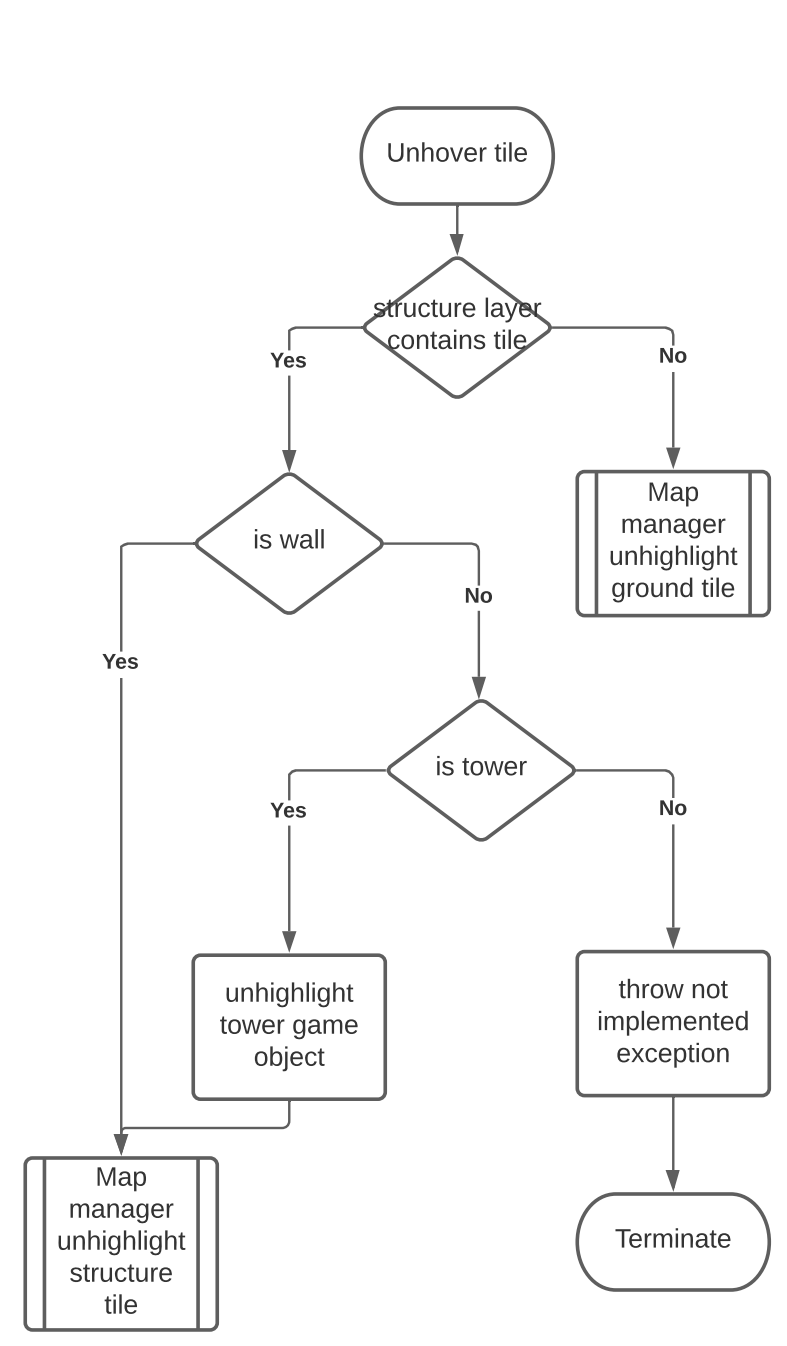 Unhover tile
structure layer
contains tile
Yes
No
is wall
Map
manager
unhighlight
ground tile
Yes
No
is tower
Yes
No
unhighlight
tower game
object
throw not
implemented
exception
Map
manager
unhighlight
structure
tile
Terminate